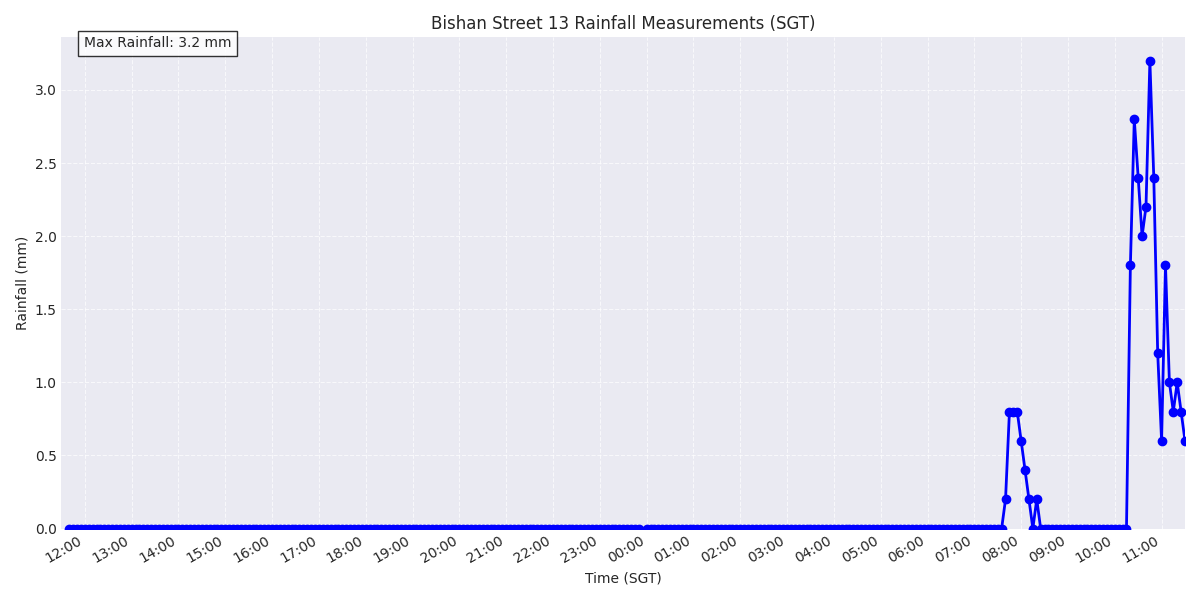 Bishan Street 13 Rainfall Measurements (SGT)
Max Rainfall: 3.2 mm
3.0
2.5
2.0
1.5
1.0
0.5
0.0
Rainfall (mm)
12:00 13:00 14:00 15:00 16:00 17:00 18:00 19:00 20:00 21:00 22:00 23:00 00:00 01:00 02:00 03:00 04:00 05:00 06:00 07:00 08:00 09:00 10:00 11:00
Time (SGT)